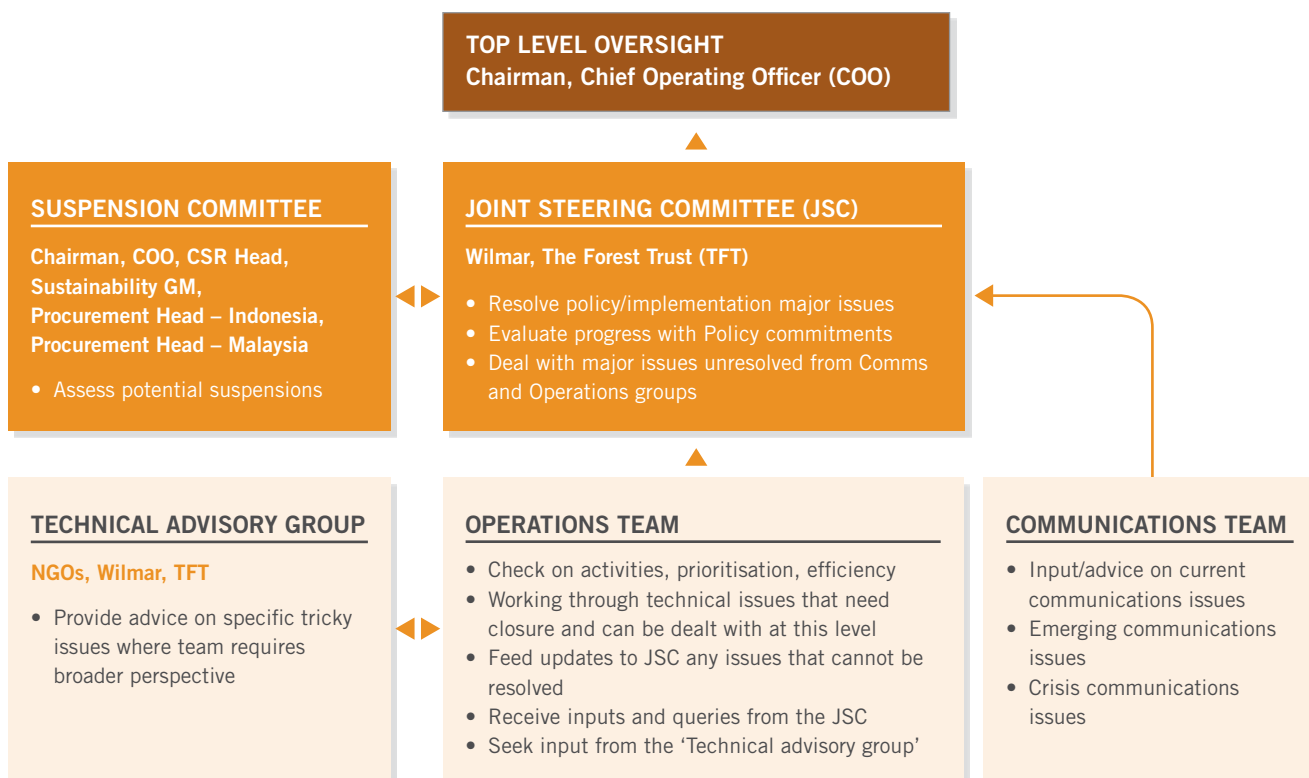 TOP LEVEL OVERSIGHT
Chairman, Chief Operating Officer (COO)
SUSPENSION COMMITTEE
Chairman, COO, CSR Head,
Sustainability GM,
Procurement Head – Indonesia,
Procurement Head – Malaysia
• Assess potential suspensions
JOINT STEERING COMMITTEE (JSC)
Wilmar, The Forest Trust (TFT)
• Resolve policy/implementation major issues
• Evaluate progress with Policy commitments
• Deal with major issues unresolved from Comms
and Operations groups
TECHNICAL ADVISORY GROUP
NGOs, Wilmar, TFT
• Provide advice on specific tricky
issues where team requires
broader perspective
OPERATIONS TEAM
• Check on activities, prioritisation, efficiency
• Working through technical issues that need
closure and can be dealt with at this level
• Feed updates to JSC any issues that cannot be
resolved
• Receive inputs and queries from the JSC
• Seek input from the ‘Technical advisory group’
COMMUNICATIONS TEAM
• Input/advice on current
communications issues
• Emerging communications
issues
• Crisis communications
issues